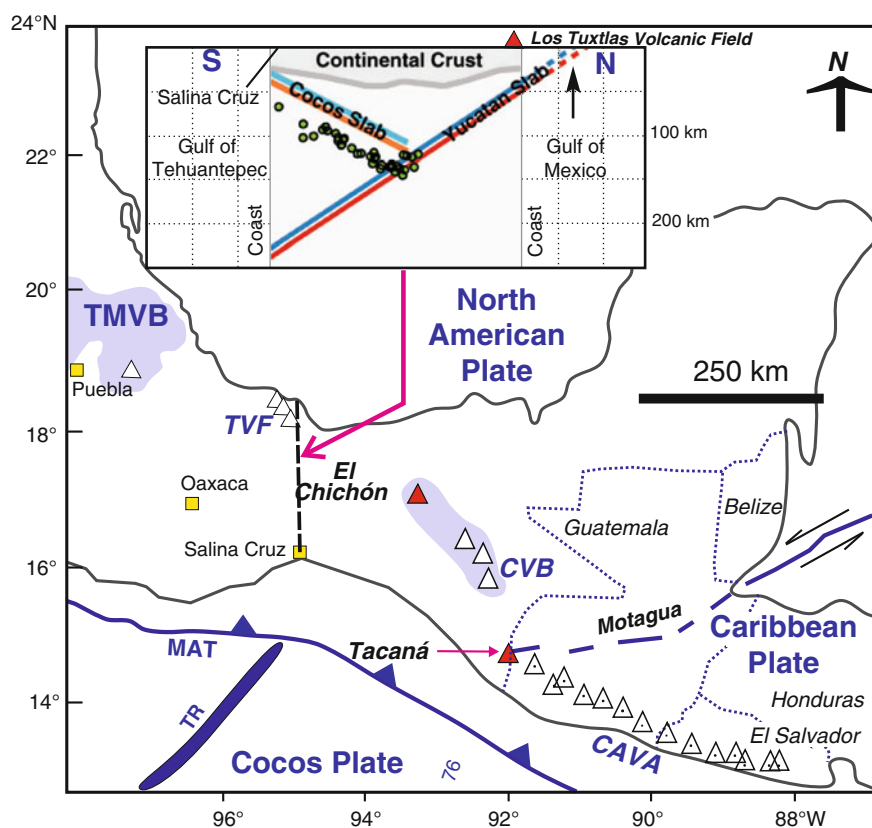 24°N
22°
20°
18°
16°
14°
Los Tuxtlas Volcanic Field
S
Continental Crust
N
Salina Cruz
Cocos Slab
Yucatan Slab
Gulf of
Tehuantepec
Gulf of
Mexico
100 km
200 km
Coast
Coast
N
TMVB
Puebla
North
American
Plate
250 km
TVF
El
Chichón
Oaxaca
Salina Cruz
Guatemala
Belize
CVB
Motagua
Caribbean
Plate
MAT
Tacaná
TR
Honduras
El Salvador
CAVA
Cocos Plate
76
96°
94°
92°
90°
88°W